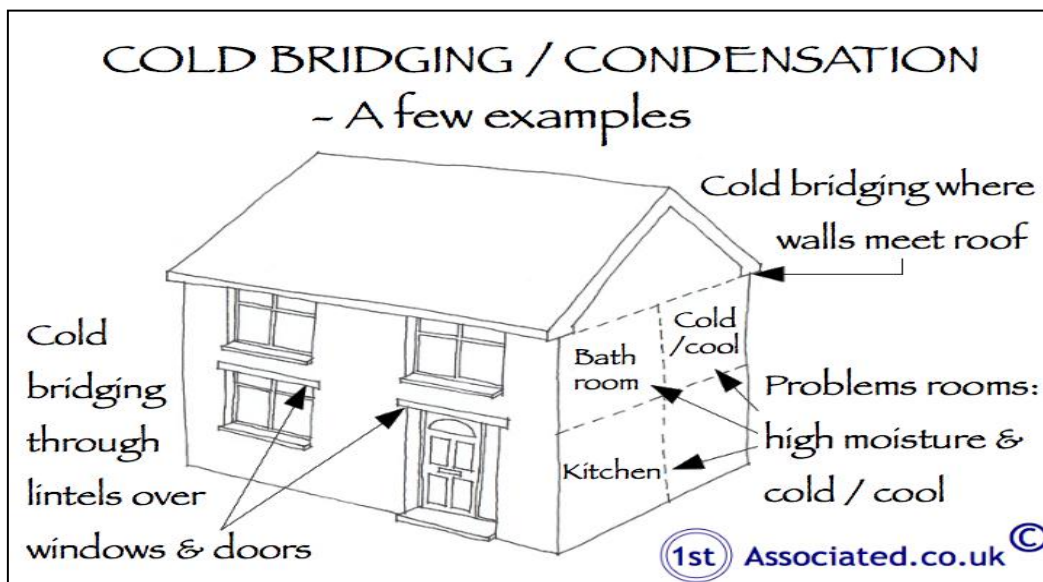 COLD BRIDGING / CONDENSATION
- A few examples
Cold bridging where
walls meet roof
Cold
bridging
through
lintels over
windows & doors
Bath
room
Cold
/cool
Kitchen
Problems rooms:
high moisture &
cold / cool
1st Associated.co.uk ©